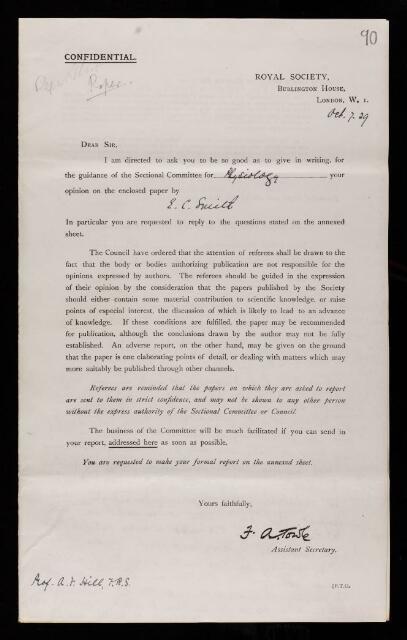 90
CONFIDENTIAL.
Paper
ROYAL SOCIETY,
BURLINGTON HOUSE,
LONDON, W. 1.
Oct. 7. 29
DEAR SIR,
I am directed to ask you to be so good as to give in writing, for
the guidance of the Sectional Committee for Physiology your
opinion on the enclosed paper by
E. C. Smith
In particular you are requested to reply to the questions stated on the annexed
sheet.
The Council have ordered that the attention of referees shall be drawn to the
fact that the body or bodies authorizing publication are not responsible for the
opinions expressed by authors. The referees should be guided in the expression
of their opinion by the consideration that the papers published by the Society
should either contain some material contribution to scientific knowledge, or raise
points of especial interest, the discussion of which is likely to lead to an advance
of knowledge. If these conditions are fulfilled, the paper may be recommended
for publication, although the conclusions drawn by the author may not be fully
established. An adverse report, on the other hand, may be given on the ground
that the paper is one elaborating points of detail, or dealing with matters which may
more suitably be published through other channels.
Referees are reminded that the papers on which they are asked to report
are sent to them in strict confidence, and may not be shown to any other person
without the express authority of the Sectional Committee or Council.
The business of the Committee will be much facilitated if you can send in
your report, addressed here as soon as possible.
You are requested to make your formal report on the annexed sheet.
Yours faithfully,
F. A. Towle
Assistant Secretary.
Prof. A. V. Hill, F.R.S.
[P.T.O.